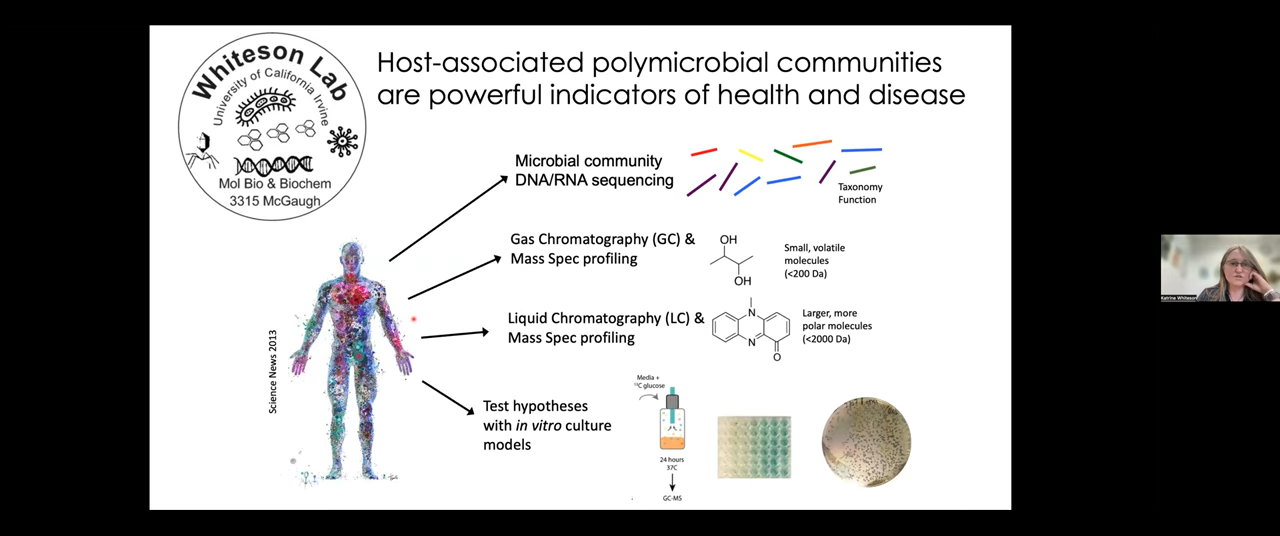 Whiteson Lab
University of California Irvine
Mol Bio & Biochem
3315 McGaugh
Host-associated polymicrobial communities
are powerful indicators of health and disease
Microbial community
DNA/RNA sequencing
Taxonomy
Function
Gas Chromatography (GC) &
Mass Spec profiling
OH
OH
Small, volatile
molecules
(<200 Da)
Liquid Chromatography (LC) &
Mass Spec profiling
N
N
O
Larger, more
polar molecules
(<2000 Da)
Science News 2013
Test hypotheses
with in vitro culture
models
Media +
¹³C glucose
24 hours
37C
GC-MS
Katrine Whiteson